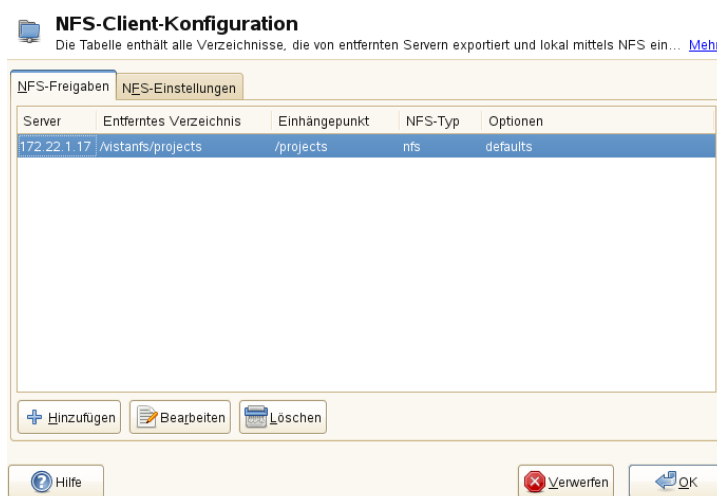 NFS-Client-Konfiguration
Die Tabelle enthält alle Verzeichnisse, die von entfernten Servern exportiert und lokal mittels NFS ein... Mehr
NFS-Freigaben NFS-Einstellungen
Server Entferntes Verzeichnis Einhängepunkt NFS-Typ Optionen
172.22.1.17 /vistanfs/projects /projects nfs defaults
Hinzufügen Bearbeiten Löschen
Hilfe Verwerfen OK